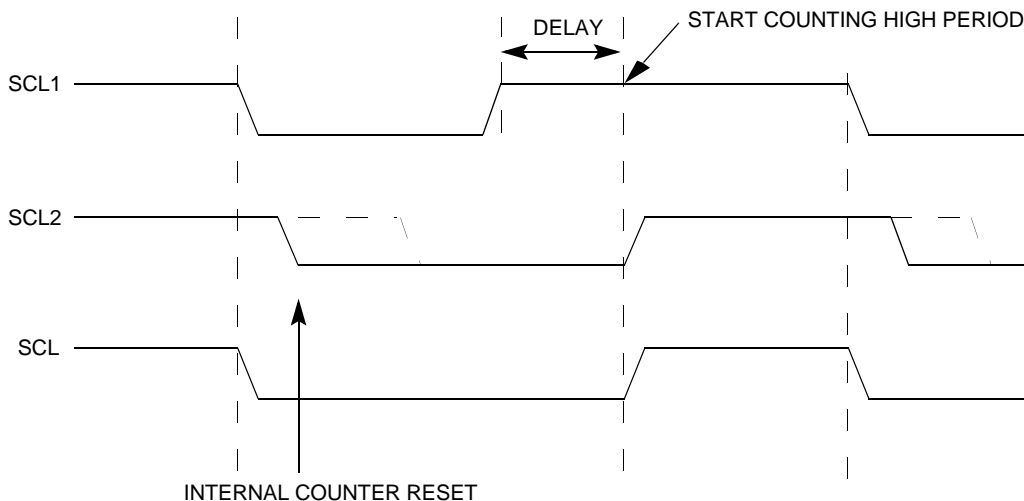 START COUNTING HIGH PERIOD
DELAY
SCL1
SCL2
SCL
INTERNAL COUNTER RESET